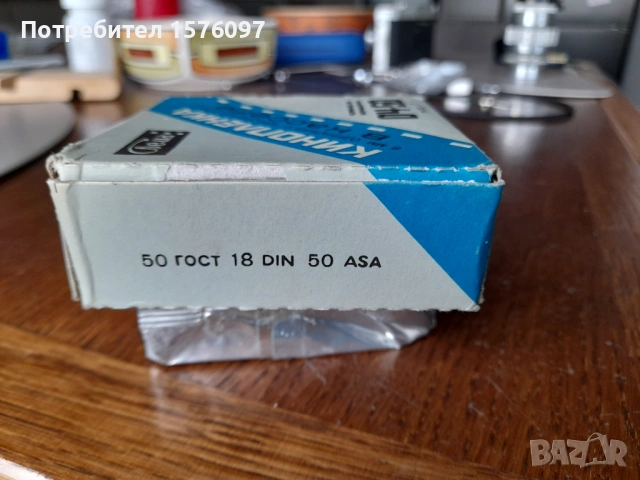 Потребител 1576097
КИНОПЛЕНКА
50 ГОСТ 18 DIN 50 ASA
BAZAR